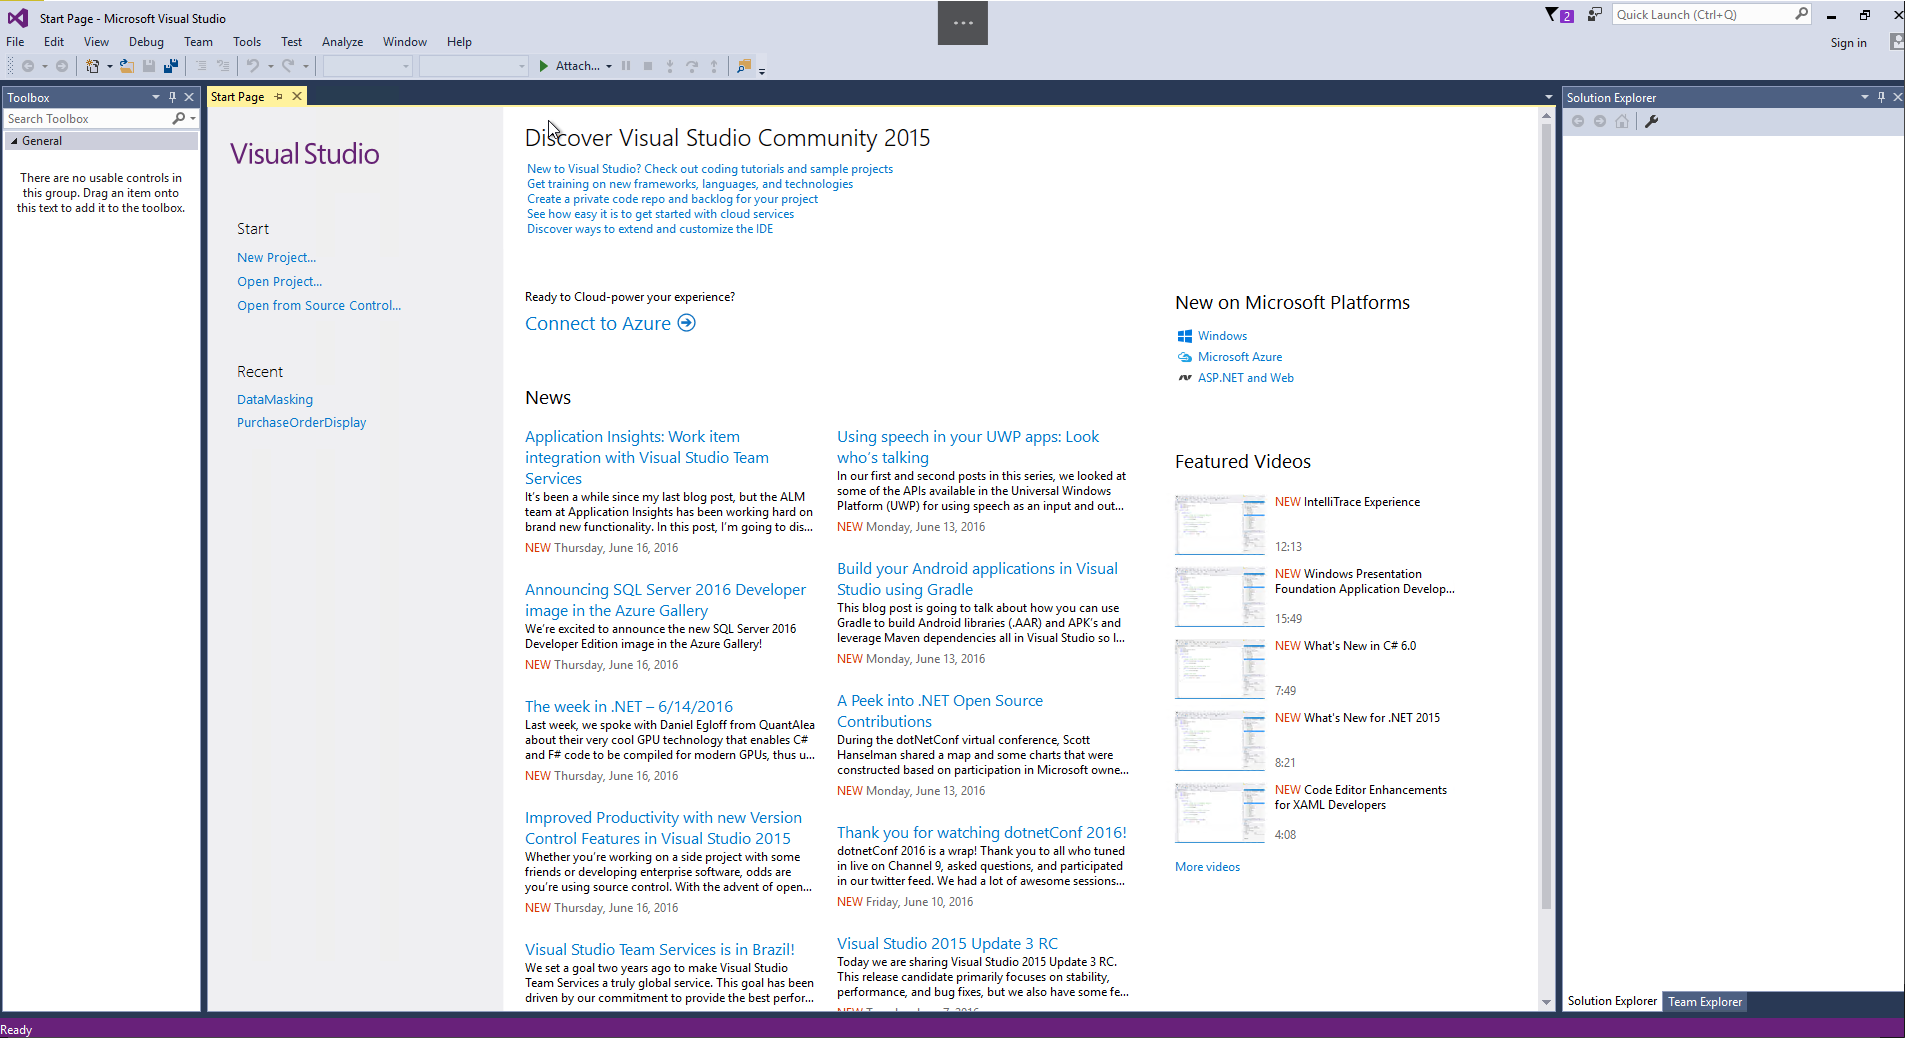 Start Page - Microsoft Visual Studio
2
Quick Launch (Ctrl+Q)
File Edit View Debug Team Tools Test Analyze Window Help
Sign in
Attach...
Toolbox
Search Toolbox
General
There are no usable controls in
this group. Drag an item onto
this text to add it to the toolbox.
Start Page
Visual Studio
Start
New Project...
Open Project...
Open from Source Control...
Recent
DataMasking
PurchaseOrderDisplay
Discover Visual Studio Community 2015
New to Visual Studio? Check out coding tutorials and sample projects
Get training on new frameworks, languages, and technologies
Create a private code repo and backlog for your project
See how easy it is to get started with cloud services
Discover ways to extend and customize the IDE
Ready to Cloud-power your experience?
Connect to Azure
News
Application Insights: Work item
integration with Visual Studio Team
Services
It's been a while since my last blog post, but the ALM
team at Application Insights has been working hard on
brand new functionality. In this post, I'm going to dis...
NEW Thursday, June 16, 2016
Announcing SQL Server 2016 Developer
image in the Azure Gallery
We're excited to announce the new SQL Server 2016
Developer Edition image in the Azure Gallery!
NEW Thursday, June 16, 2016
The week in .NET – 6/14/2016
Last week, we spoke with Daniel Egloff from QuantAlea
about their very cool GPU technology that enables C#
and F# code to be compiled for modern GPUs, thus u...
NEW Thursday, June 16, 2016
Improved Productivity with new Version
Control Features in Visual Studio 2015
Whether you're working on a side project with some
friends or developing enterprise software, odds are
you're using source control. With the advent of open...
NEW Thursday, June 16, 2016
Visual Studio Team Services is in Brazil!
We set a goal two years ago to make Visual Studio
Team Services a truly global service. This goal has been
driven by our commitment to provide the best perfor...
Using speech in your UWP apps: Look
who's talking
In our first and second posts in this series, we looked at
some of the APIs available in the Universal Windows
Platform (UWP) for using speech as an input and out...
NEW Monday, June 13, 2016
Build your Android applications in Visual
Studio using Gradle
This blog post is going to talk about how you can use
Gradle to build Android libraries (.AAR) and APK's and
leverage Maven dependencies all in Visual Studio so I...
NEW Monday, June 13, 2016
A Peek into .NET Open Source
Contributions
During the dotNetConf virtual conference, Scott
Hanselman shared a map and some charts that were
constructed based on participation in Microsoft owne...
NEW Monday, June 13, 2016
Thank you for watching dotnetConf 2016!
dotnetConf 2016 is a wrap! Thank you to all who tuned
in live on Channel 9, asked questions, and participated
in our twitter feed. We had a lot of awesome sessions...
NEW Friday, June 10, 2016
Visual Studio 2015 Update 3 RC
Today we are sharing Visual Studio 2015 Update 3 RC.
This release candidate primarily focuses on stability,
performance, and bug fixes, but we also have some fe...
New on Microsoft Platforms
Windows
Microsoft Azure
ASP.NET and Web
Featured Videos
NEW IntelliTrace Experience
12:13
NEW Windows Presentation
Foundation Application Develop...
15:49
NEW What's New in C# 6.0
7:49
NEW What's New for .NET 2015
8:21
NEW Code Editor Enhancements
for XAML Developers
4:08
More videos
Solution Explorer
Solution Explorer Team Explorer
Ready